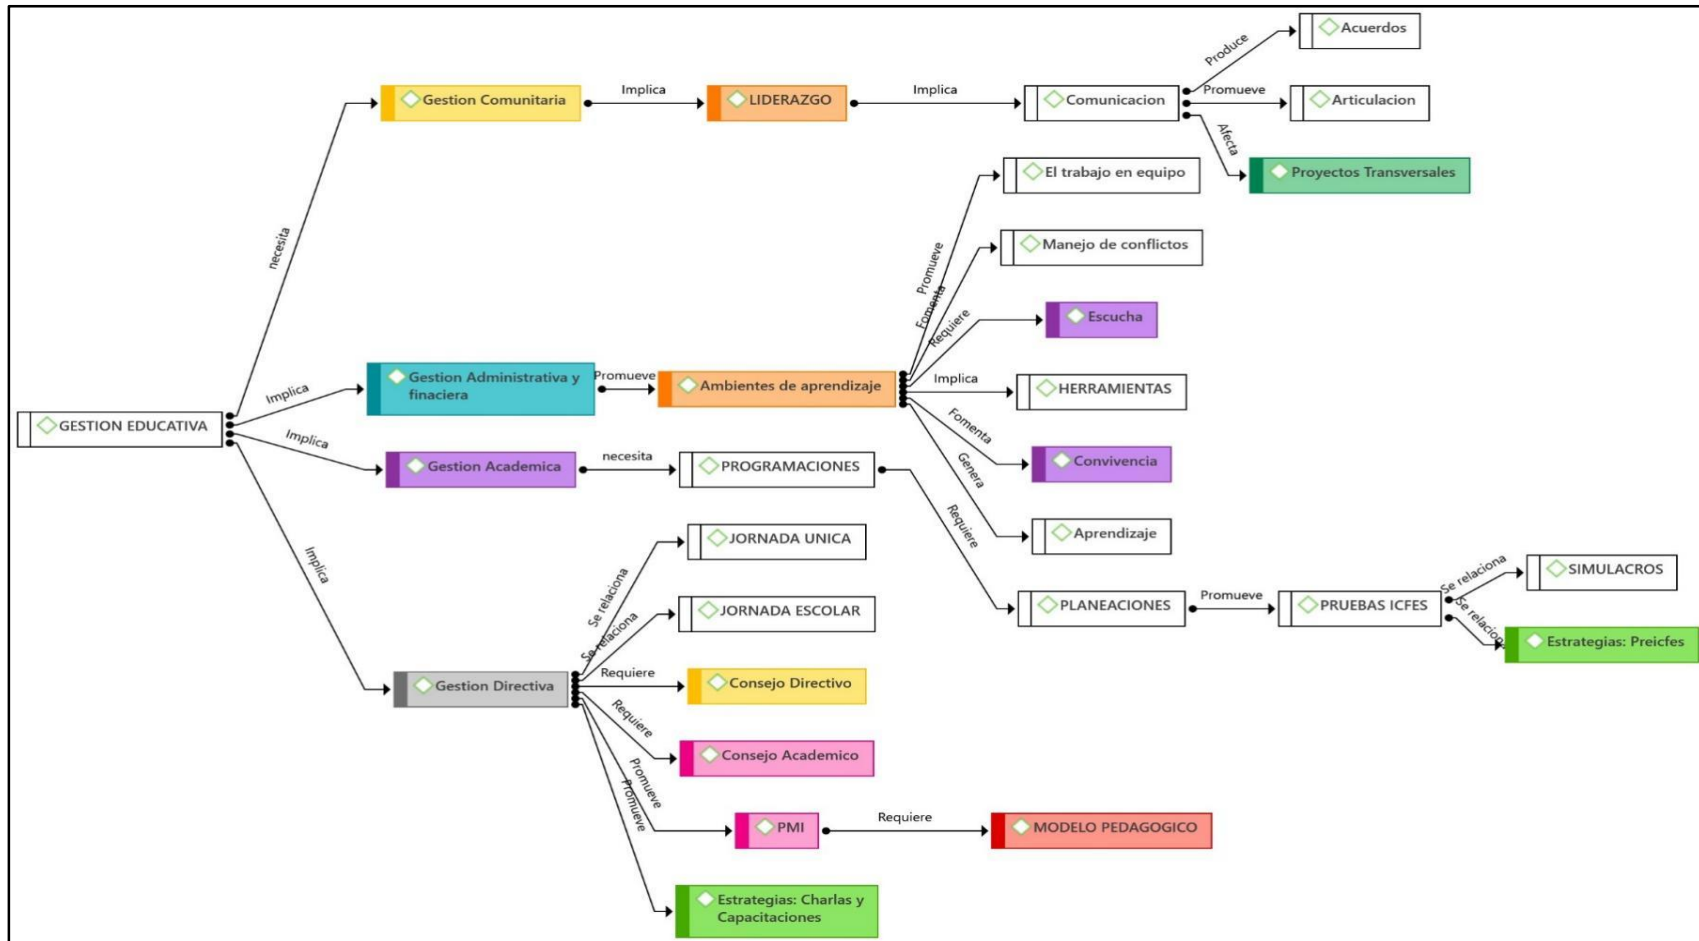 Acuerdos
Produce
Gestion Comunitaria
Implica
LIDERAZGO
Implica
Comunicacion
Promueve
Articulacion
Afecta
Proyectos Transversales
El trabajo en equipo
necesita
Promueve
Manejo de conflictos
Fomenta
Requiere
Escucha
Gestion Administrativa y
finaciera
Promueve
Ambientes de aprendizaje
Implica
HERRAMIENTAS
Implica
GESTION EDUCATIVA
Implica
Fomenta
Gestion Academica
necesita
PROGRAMACIONES
Convivencia
Genera
Requiere
Aprendizaje
JORNADA UNICA
Implica
Se relaciona
JORNADA ESCOLAR
Se relaciona
PLANEACIONES
Promueve
PRUEBAS ICFES
Se relaciona
SIMULACROS
Se relaciona
Estrategias: Preicfes
Gestion Directiva
Requiere
Consejo Directivo
Requiere
Consejo Academico
Promueve
Promueve
PMI
Requiere
MODELO PEDAGOGICO
Estrategias: Charlas y
Capacitaciones